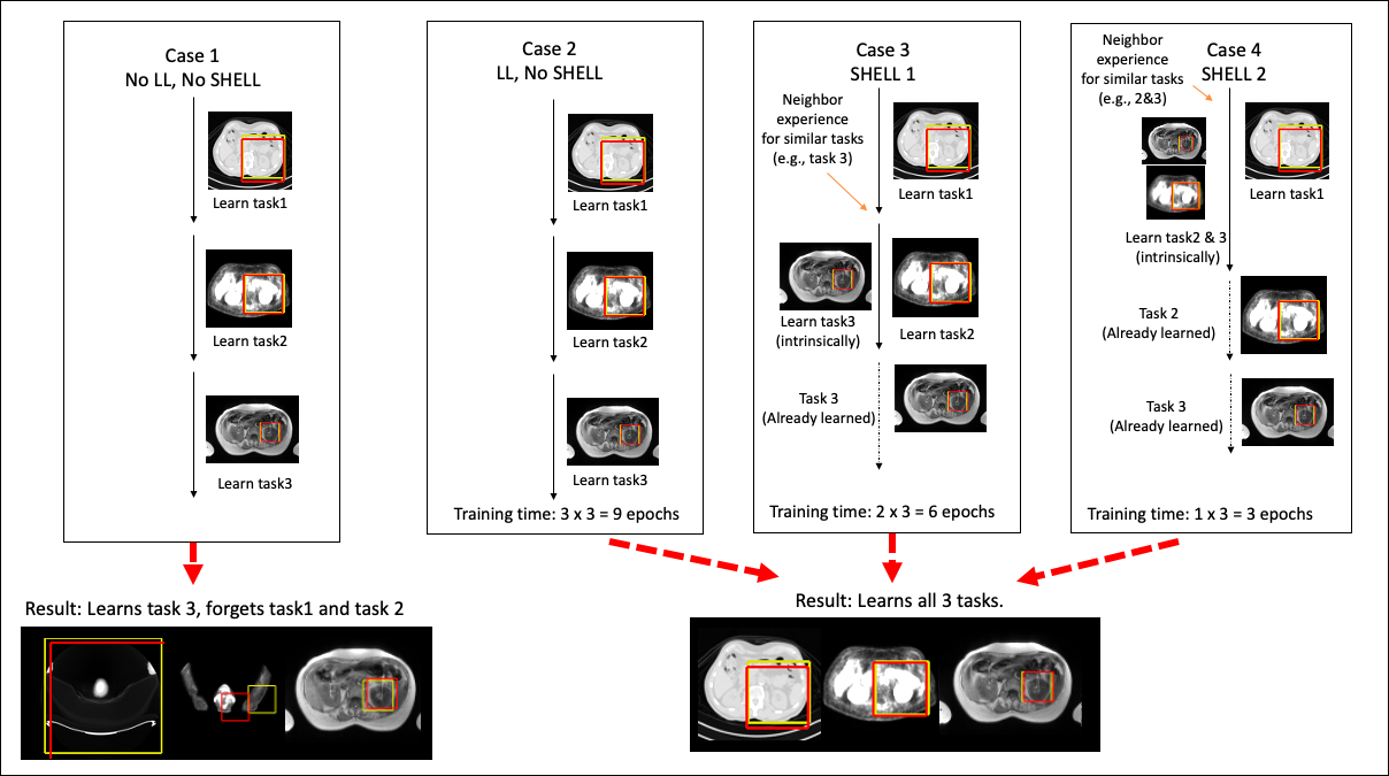 Case 1
No LL, No SHELL
Learn task1
Learn task2
Learn task3
Case 2
LL, No SHELL
Learn task1
Learn task2
Learn task3
Training time: 3 x 3 = 9 epochs
Case 3
SHELL 1
Neighbor
experience
for similar tasks
(e.g., task 3)
Learn task1
Learn task3
(intrinsically)
Learn task2
Task 3
(Already learned)
Training time: 2 x 3 = 6 epochs
Neighbor
experience
for similar tasks
(e.g., 2&3)
Case 4
SHELL 2
Learn task1
Learn task2 & 3
(intrinsically)
Task 2
(Already learned)
Task 3
(Already learned)
Training time: 1 x 3 = 3 epochs
Result: Learns task 3, forgets task1 and task 2
Result: Learns all 3 tasks.